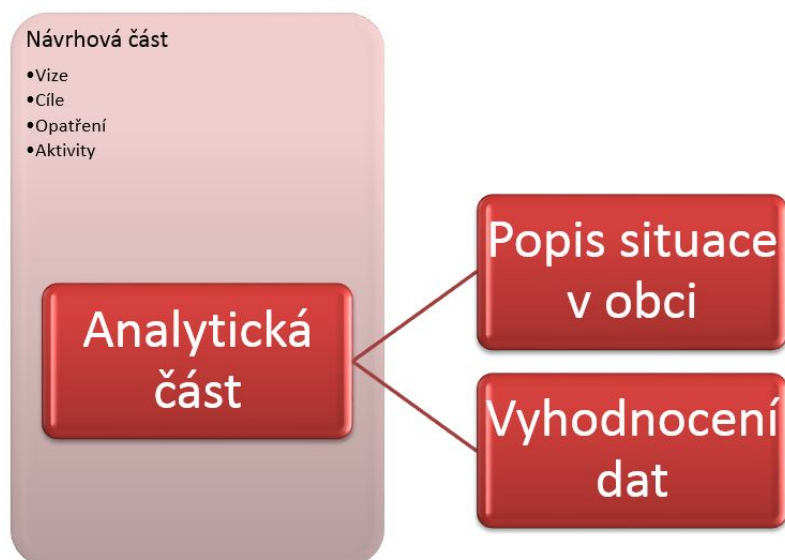 Návrhová část
•Vize
•Cíle
•Opatření
•Aktivity
Analytická
část
Popis situace
v obci
Vyhodnocení
dat